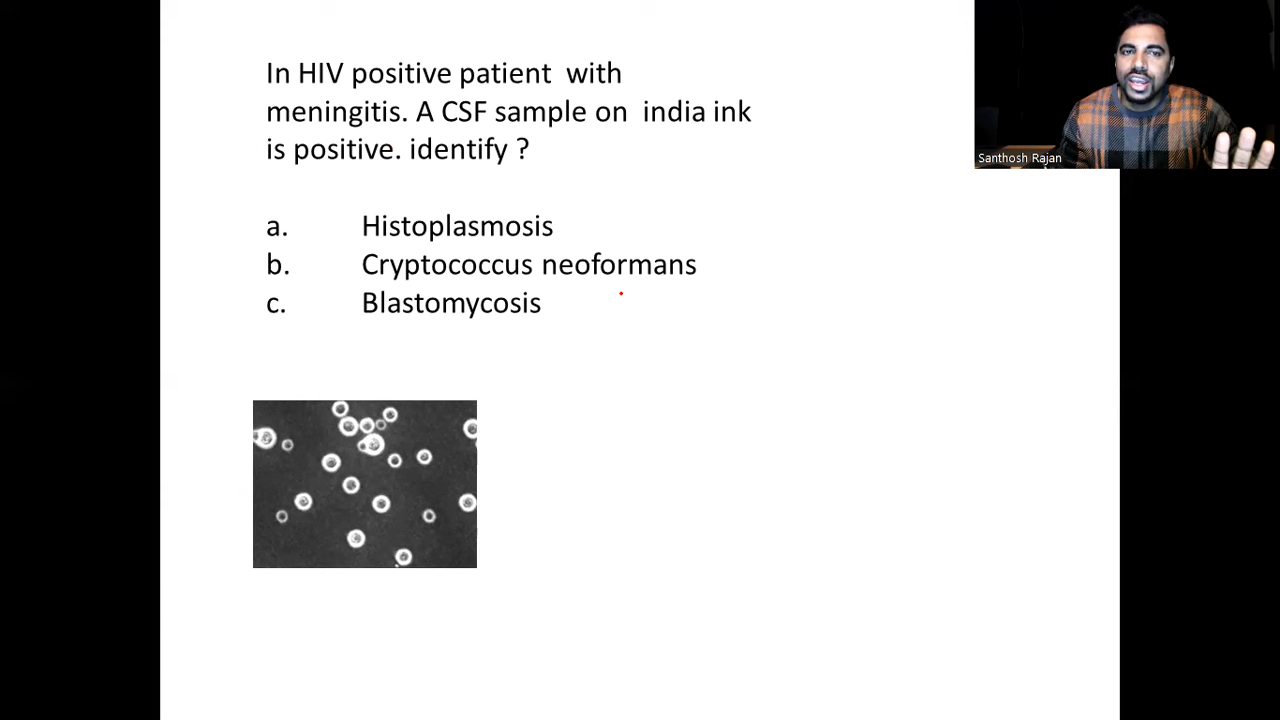 In HIV positive patient  with
meningitis. A CSF sample on  india ink
is positive. identify ?
a. Histoplasmosis
b. Cryptococcus neoformans
c. Blastomycosis
Santhosh Rajan